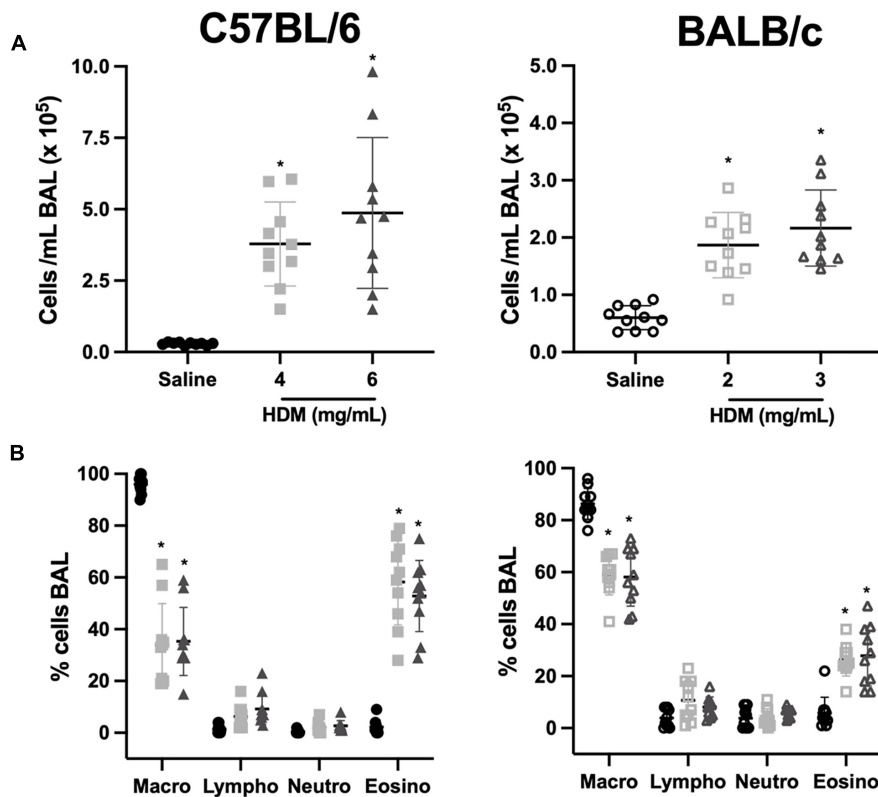 C57BL/6
BALB/c
A
Cells /mL BAL (x 10⁵)
10.0
7.5
5.0
2.5
0.0
*
*
Saline
4
6
HDM (mg/mL)
Cells /mL BAL (x 10⁵)
5.0
4.0
3.0
2.0
1.0
0.0
*
*
Saline
2
3
HDM (mg/mL)
B
% cells BAL
100
80
60
40
20
0
* * * *
Macro Lympho Neutro Eosino
% cells BAL
100
80
60
40
20
0
* * * *
Macro Lympho Neutro Eosino